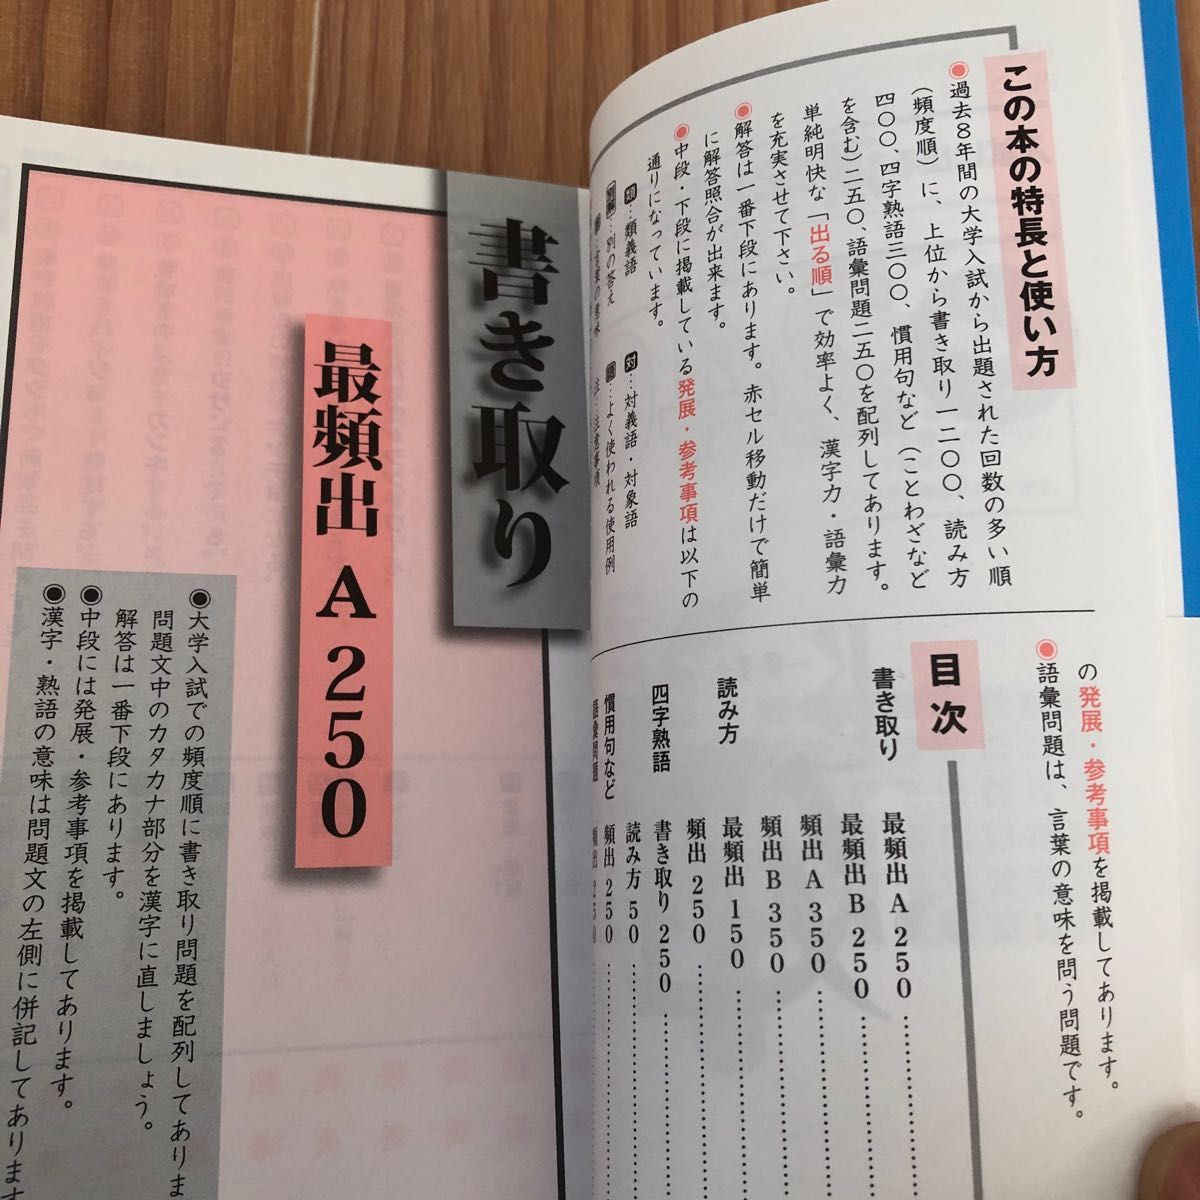 この本の特長と使い方
◉過去8年間の大学入試から出題された回数の多い順
（頻度順）に、上位から書き取り一二〇〇、読み方
四〇〇、四字熟語三〇〇、慣用句など（ことわざなど
を含む）二五〇、語彙問題二五〇を配列してあります。
単純明快な「出る順」で効率よく、漢字力・語彙力
を充実させて下さい。
◉解答は一番下段にあります。赤セル移動だけで簡単
に解答照合が出来ます。
◉中段・下段に掲載している発展・参考事項は以下の
通りになっています。
類…類義語
対…対義語・対象語
…別の答え
…よく使われる使用例
…言葉の意味
注…注意事項
の発展・参考事項を掲載してあります。
◉語彙問題は、言葉の意味を問う問題です。
目次
書き取り
最頻出A250
最頻出B250
頻出A350
頻出B350
読み方
最頻出150
頻出250
四字熟語
書き取り250
読み方50
慣用句など
頻出250
語彙問題
頻出250
書き取り
最頻出A250
◉大学入試での頻度順に書き取り問題を配列してありま
問題文中のカタカナ部分を漢字に直しましょう。
解答は一番下段にあります。
◉中段には発展・参考事項を掲載してあります。
◉漢字・熟語の意味は問題文の左側に併記してあります